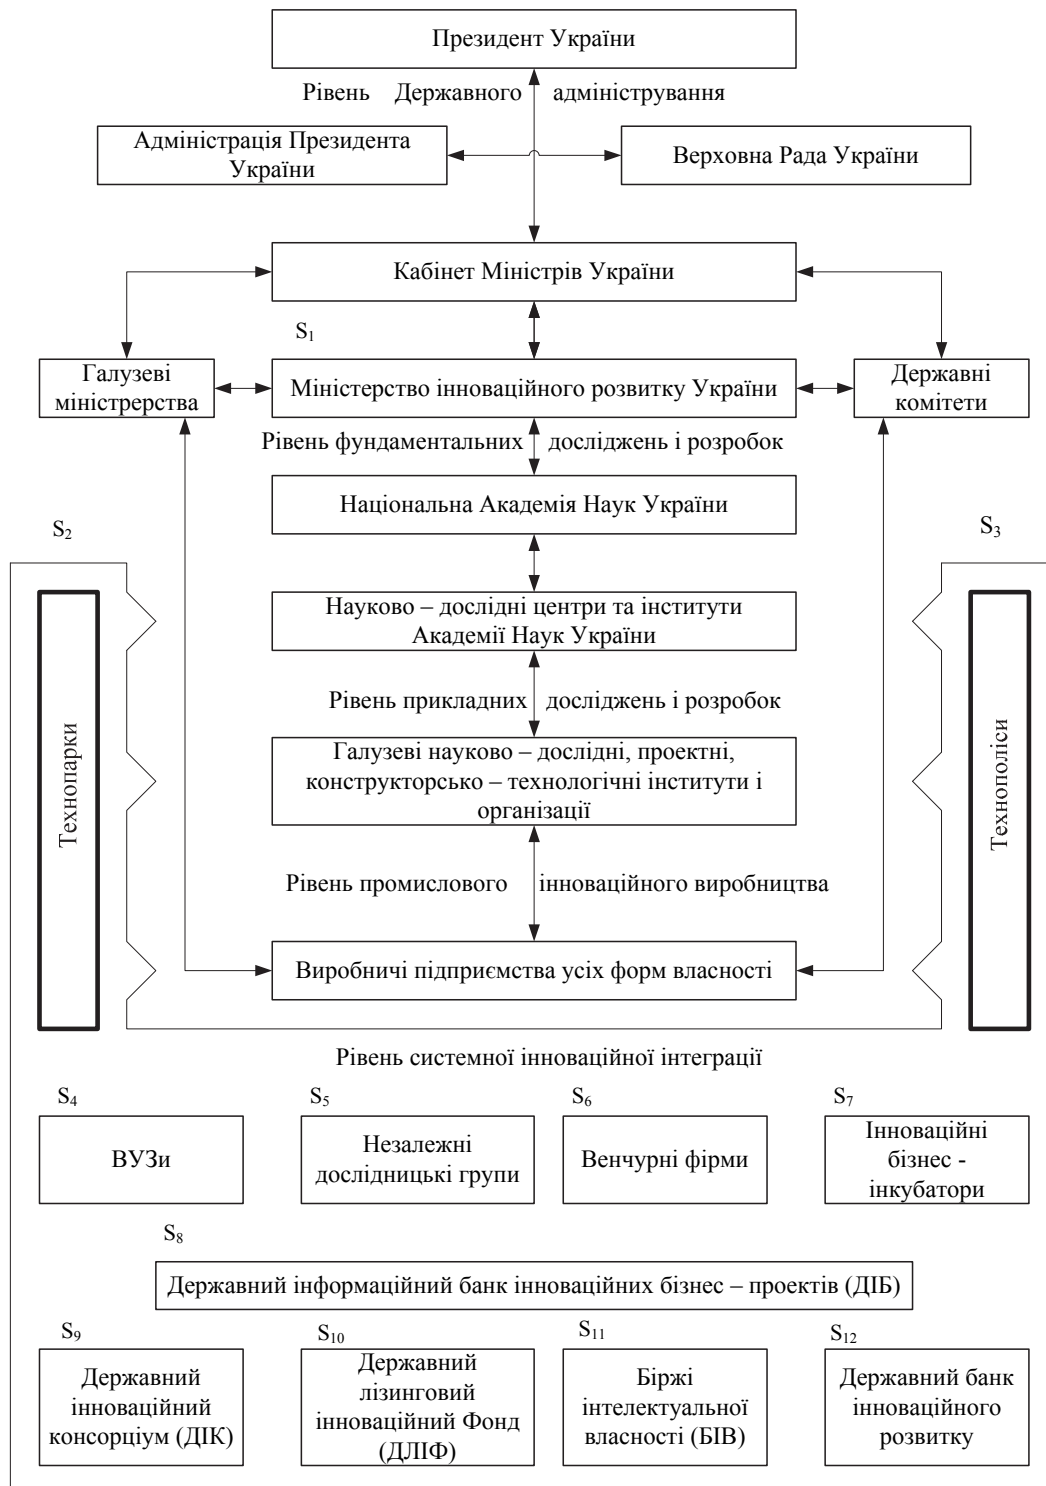 Президент України
Рівень Державного адміністрування
Адміністрація Президента
України
Верховна Рада України
Кабінет Міністрів України
S1
Галузеві
міністрерства
Міністерство інноваційного розвитку України
Державні
комітети
Рівень фундаментальних досліджень і розробок
Національна Академія Наук України
S2
S3
Науково – дослідні центри та інститути
Академії Наук України
Рівень прикладних досліджень і розробок
Технопарки
Технополіси
Галузеві науково – дослідні, проектні,
конструкторсько – технологічні інститути і
організації
Рівень промислового інноваційного виробництва
Виробничі підприємства усіх форм власності
Рівень системної інноваційної інтеграції
S4
S5
S6
S7
ВУЗи
Незалежні
дослідницькі групи
Венчурні фірми
Інноваційні
бізнес -
інкубатори
S8
Державний інформаційний банк інноваційних бізнес – проектів (ДІБ)
S9
S10
S11
S12
Державний
інноваційний
консорціум (ДІК)
Державний
лізинговий
інноваційний Фонд
(ДЛІФ)
Біржі
інтелектуальної
власності (БІВ)
Державний банк
інноваційного
розвитку